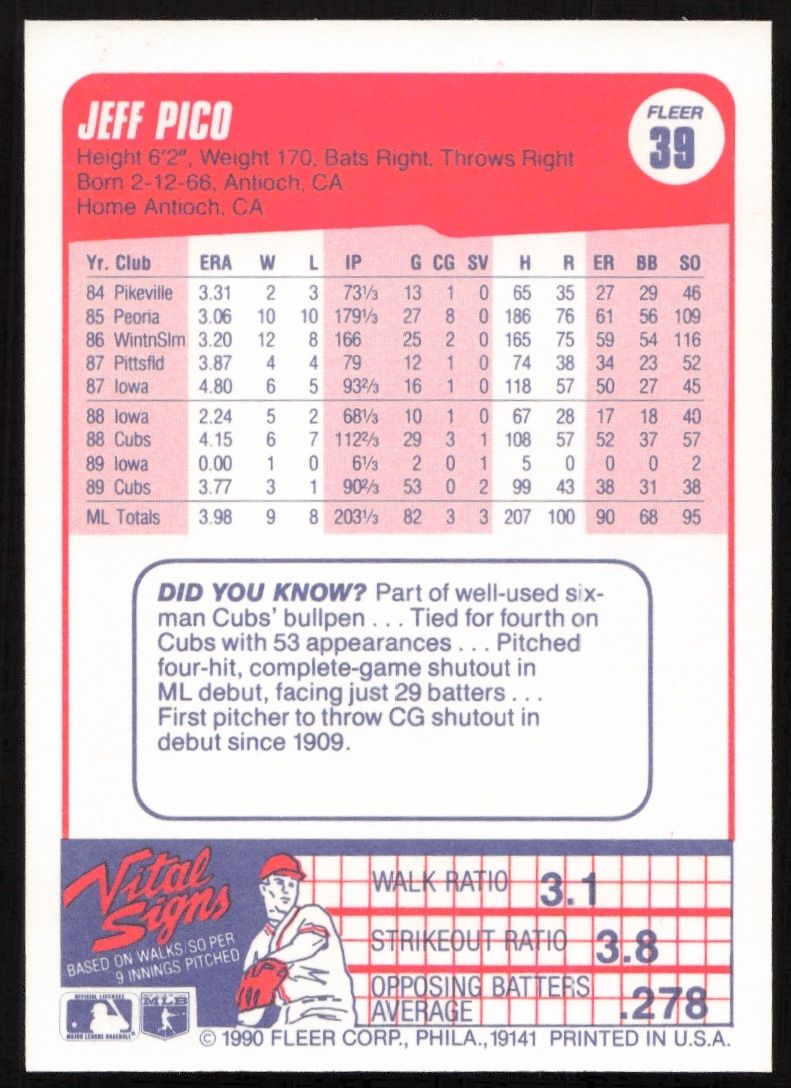 JEFF PICO
FLEER
39
Height 6'2", Weight 170, Bats Right, Throws Right
Born 2-12-66, Antioch, CA
Home Antioch, CA
Yr. Club ERA W L IP G CG SV H R ER BB SO
84 Pikeville 3.31 2 3 73⅓ 13 1 0 65 35 27 29 46
85 Peoria 3.06 10 10 179⅓ 27 8 0 186 76 61 56 109
86 WintnSlm 3.20 12 8 166 25 2 0 165 75 59 54 116
87 Pittsfld 3.87 4 4 79 12 1 0 74 38 34 23 52
87 Iowa 4.80 6 5 93⅔ 16 1 0 118 57 50 27 45
88 Iowa 2.24 5 2 68⅓ 10 1 0 67 28 17 18 40
88 Cubs 4.15 6 7 112⅔ 29 3 1 108 57 52 37 57
89 Iowa 0.00 1 0 6⅓ 2 0 1 5 0 0 0 2
89 Cubs 3.77 3 1 90⅔ 53 0 2 99 43 38 31 38
ML Totals 3.98 9 8 203⅓ 82 3 3 207 100 90 68 95
DID YOU KNOW? Part of well-used six-
man Cubs' bullpen . . . Tied for fourth on
Cubs with 53 appearances . . . Pitched
four-hit, complete-game shutout in
ML debut, facing just 29 batters . . .
First pitcher to throw CG shutout in
debut since 1909.
Vital
Signs
BASED ON WALKS/SO PER
9 INNINGS PITCHED
WALK RATIO 3.1
STRIKEOUT RATIO 3.8
OPPOSING BATTERS
AVERAGE .278
OFFICIAL LICENSEE
MAJOR LEAGUE BASEBALL
MLB
© 1990 FLEER CORP., PHILA., 19141 PRINTED IN U.S.A.